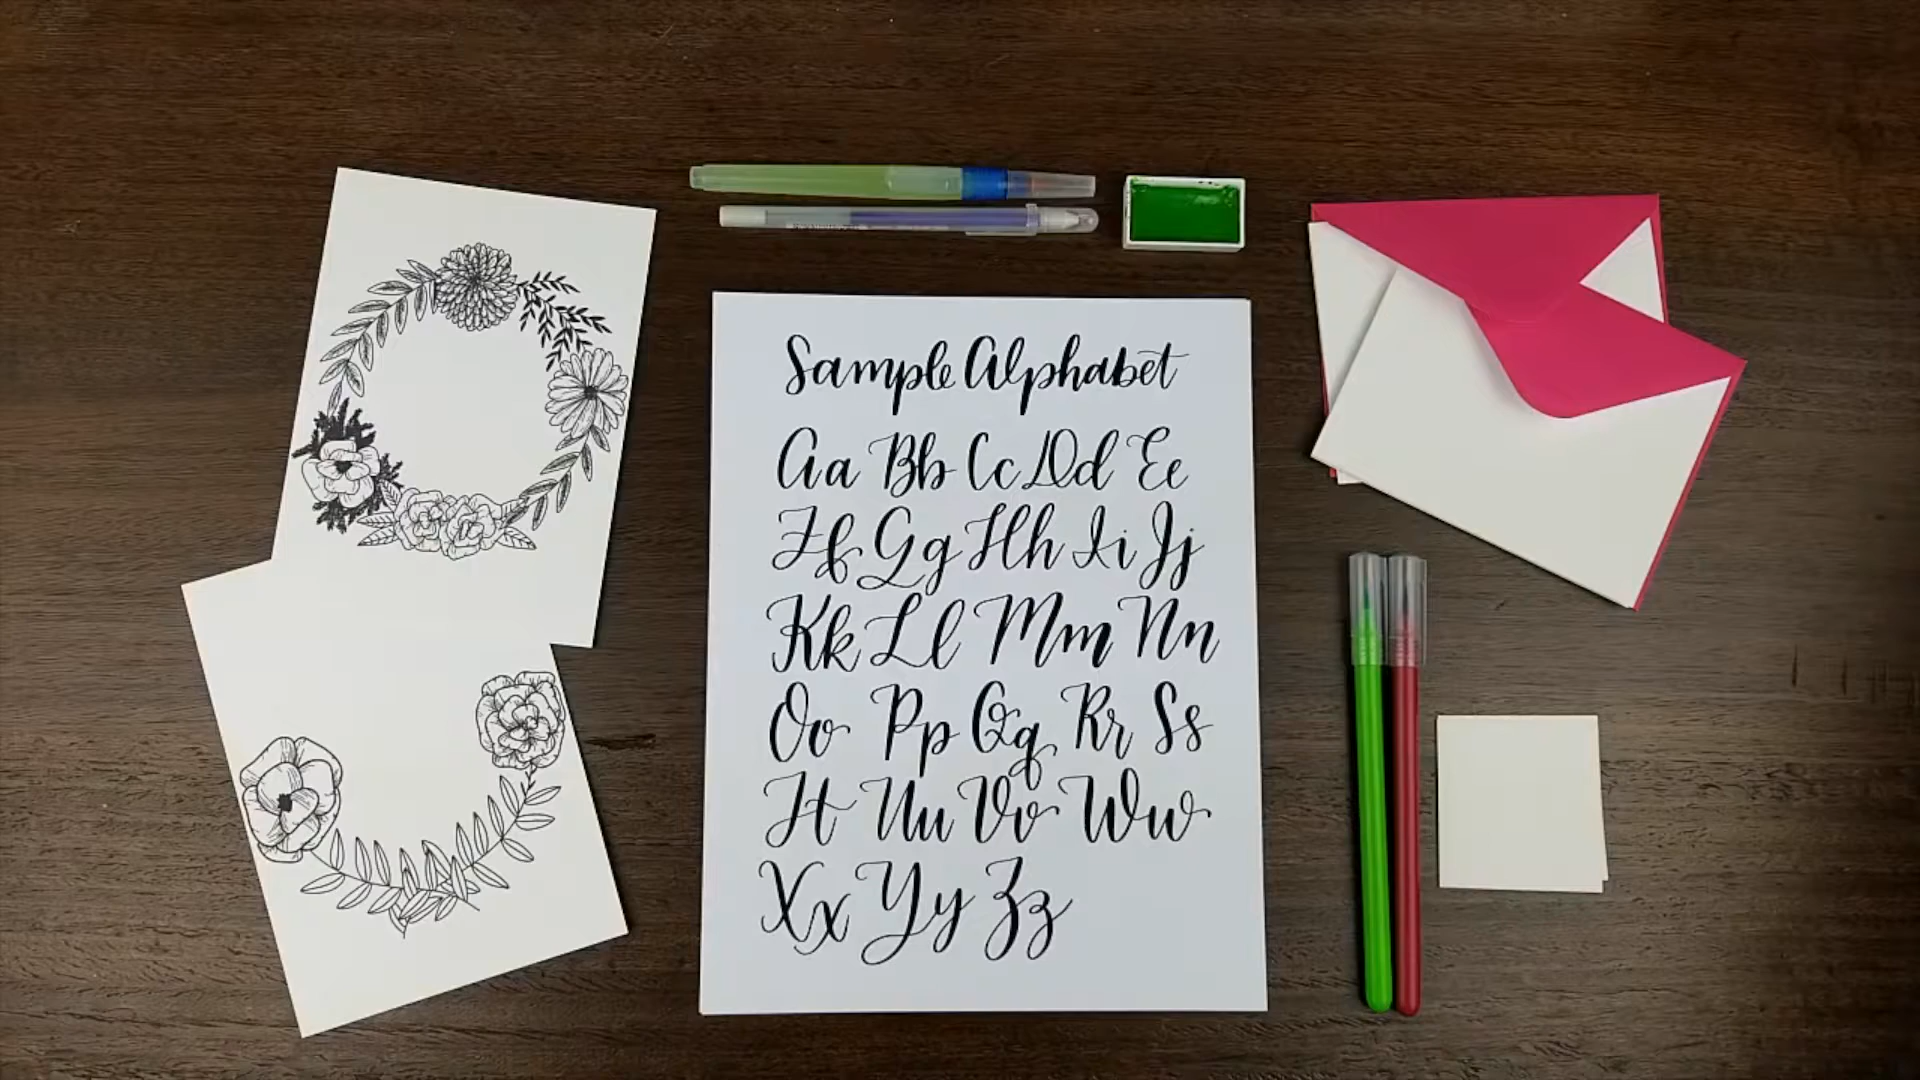 Sample Alphabet
Aa Bb Cc Dd Ee
Ff Gg Hh Ii Jj
Kk Ll Mm Nn
Oo Pp Qq Rr Ss
Tt Uu Vv Ww
Xx Yy Zz